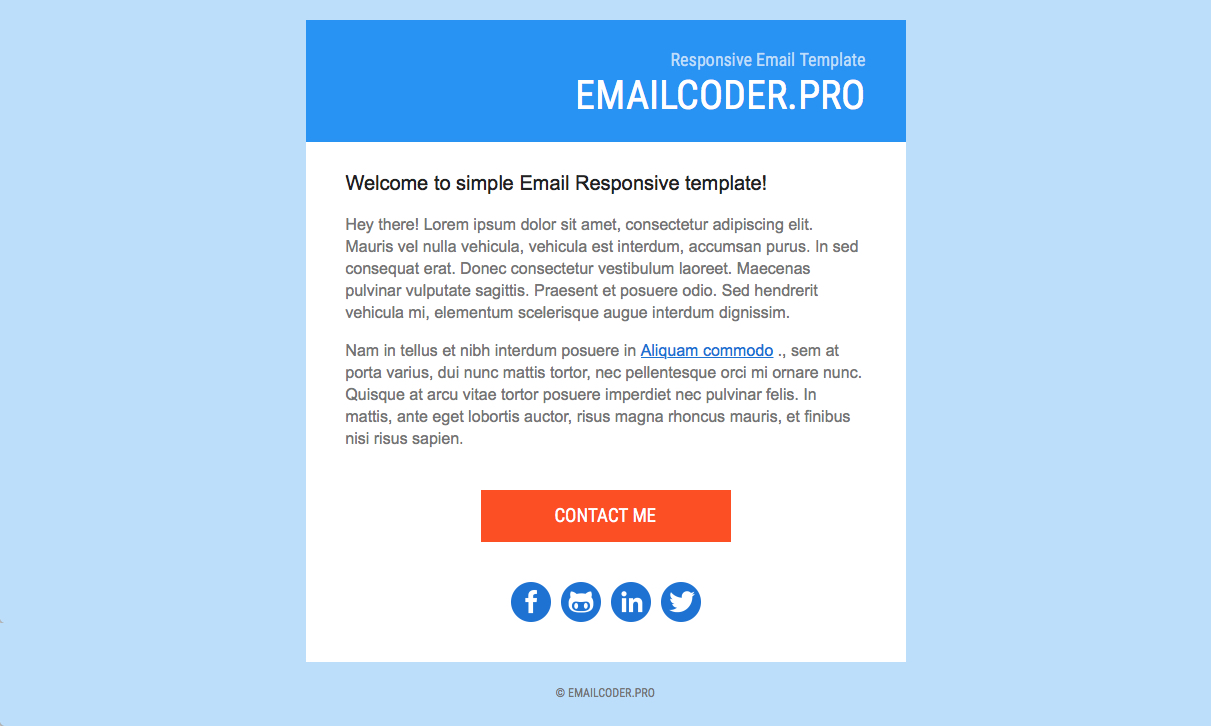 Responsive Email Template
EMAILCODER.PRO
Welcome to simple Email Responsive template!
Hey there! Lorem ipsum dolor sit amet, consectetur adipiscing elit.
Mauris vel nulla vehicula, vehicula est interdum, accumsan purus. In sed
consequat erat. Donec consectetur vestibulum laoreet. Maecenas
pulvinar vulputate sagittis. Praesent et posuere odio. Sed hendrerit
vehicula mi, elementum scelerisque augue interdum dignissim.
Nam in tellus et nibh interdum posuere in Aliquam commodo ., sem at
porta varius, dui nunc mattis tortor, nec pellentesque orci mi ornare nunc.
Quisque at arcu vitae tortor posuere imperdiet nec pulvinar felis. In
mattis, ante eget lobortis auctor, risus magna rhoncus mauris, et finibus
nisi risus sapien.
CONTACT ME
© EMAILCODER.PRO